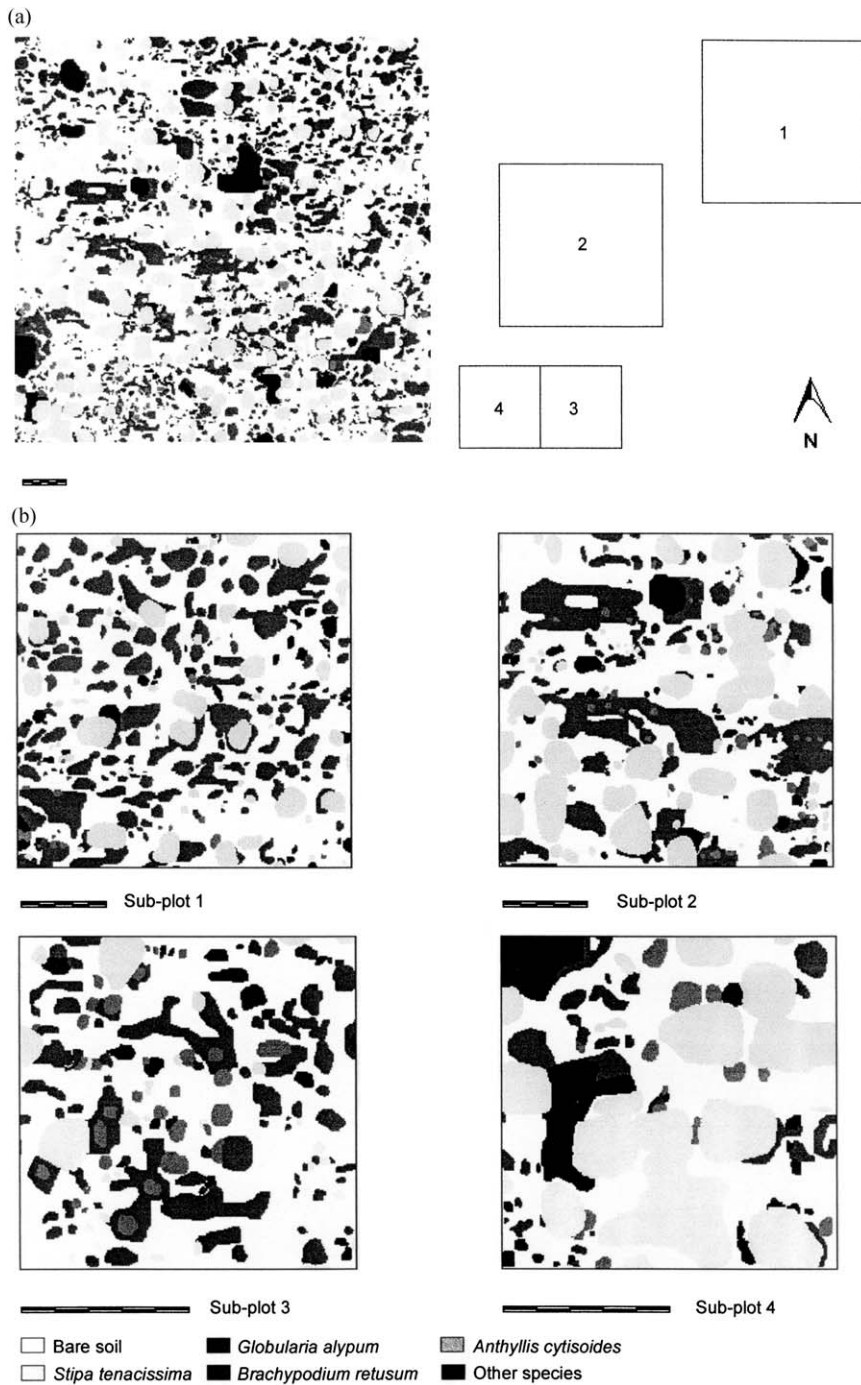 (a)
1
2
4 3
N
(b)
Sub-plot 1 Sub-plot 2
Sub-plot 3 Sub-plot 4
Bare soil Globularia alypum Anthyllis cytisoides
Stipa tenacissima Brachypodium retusum Other species